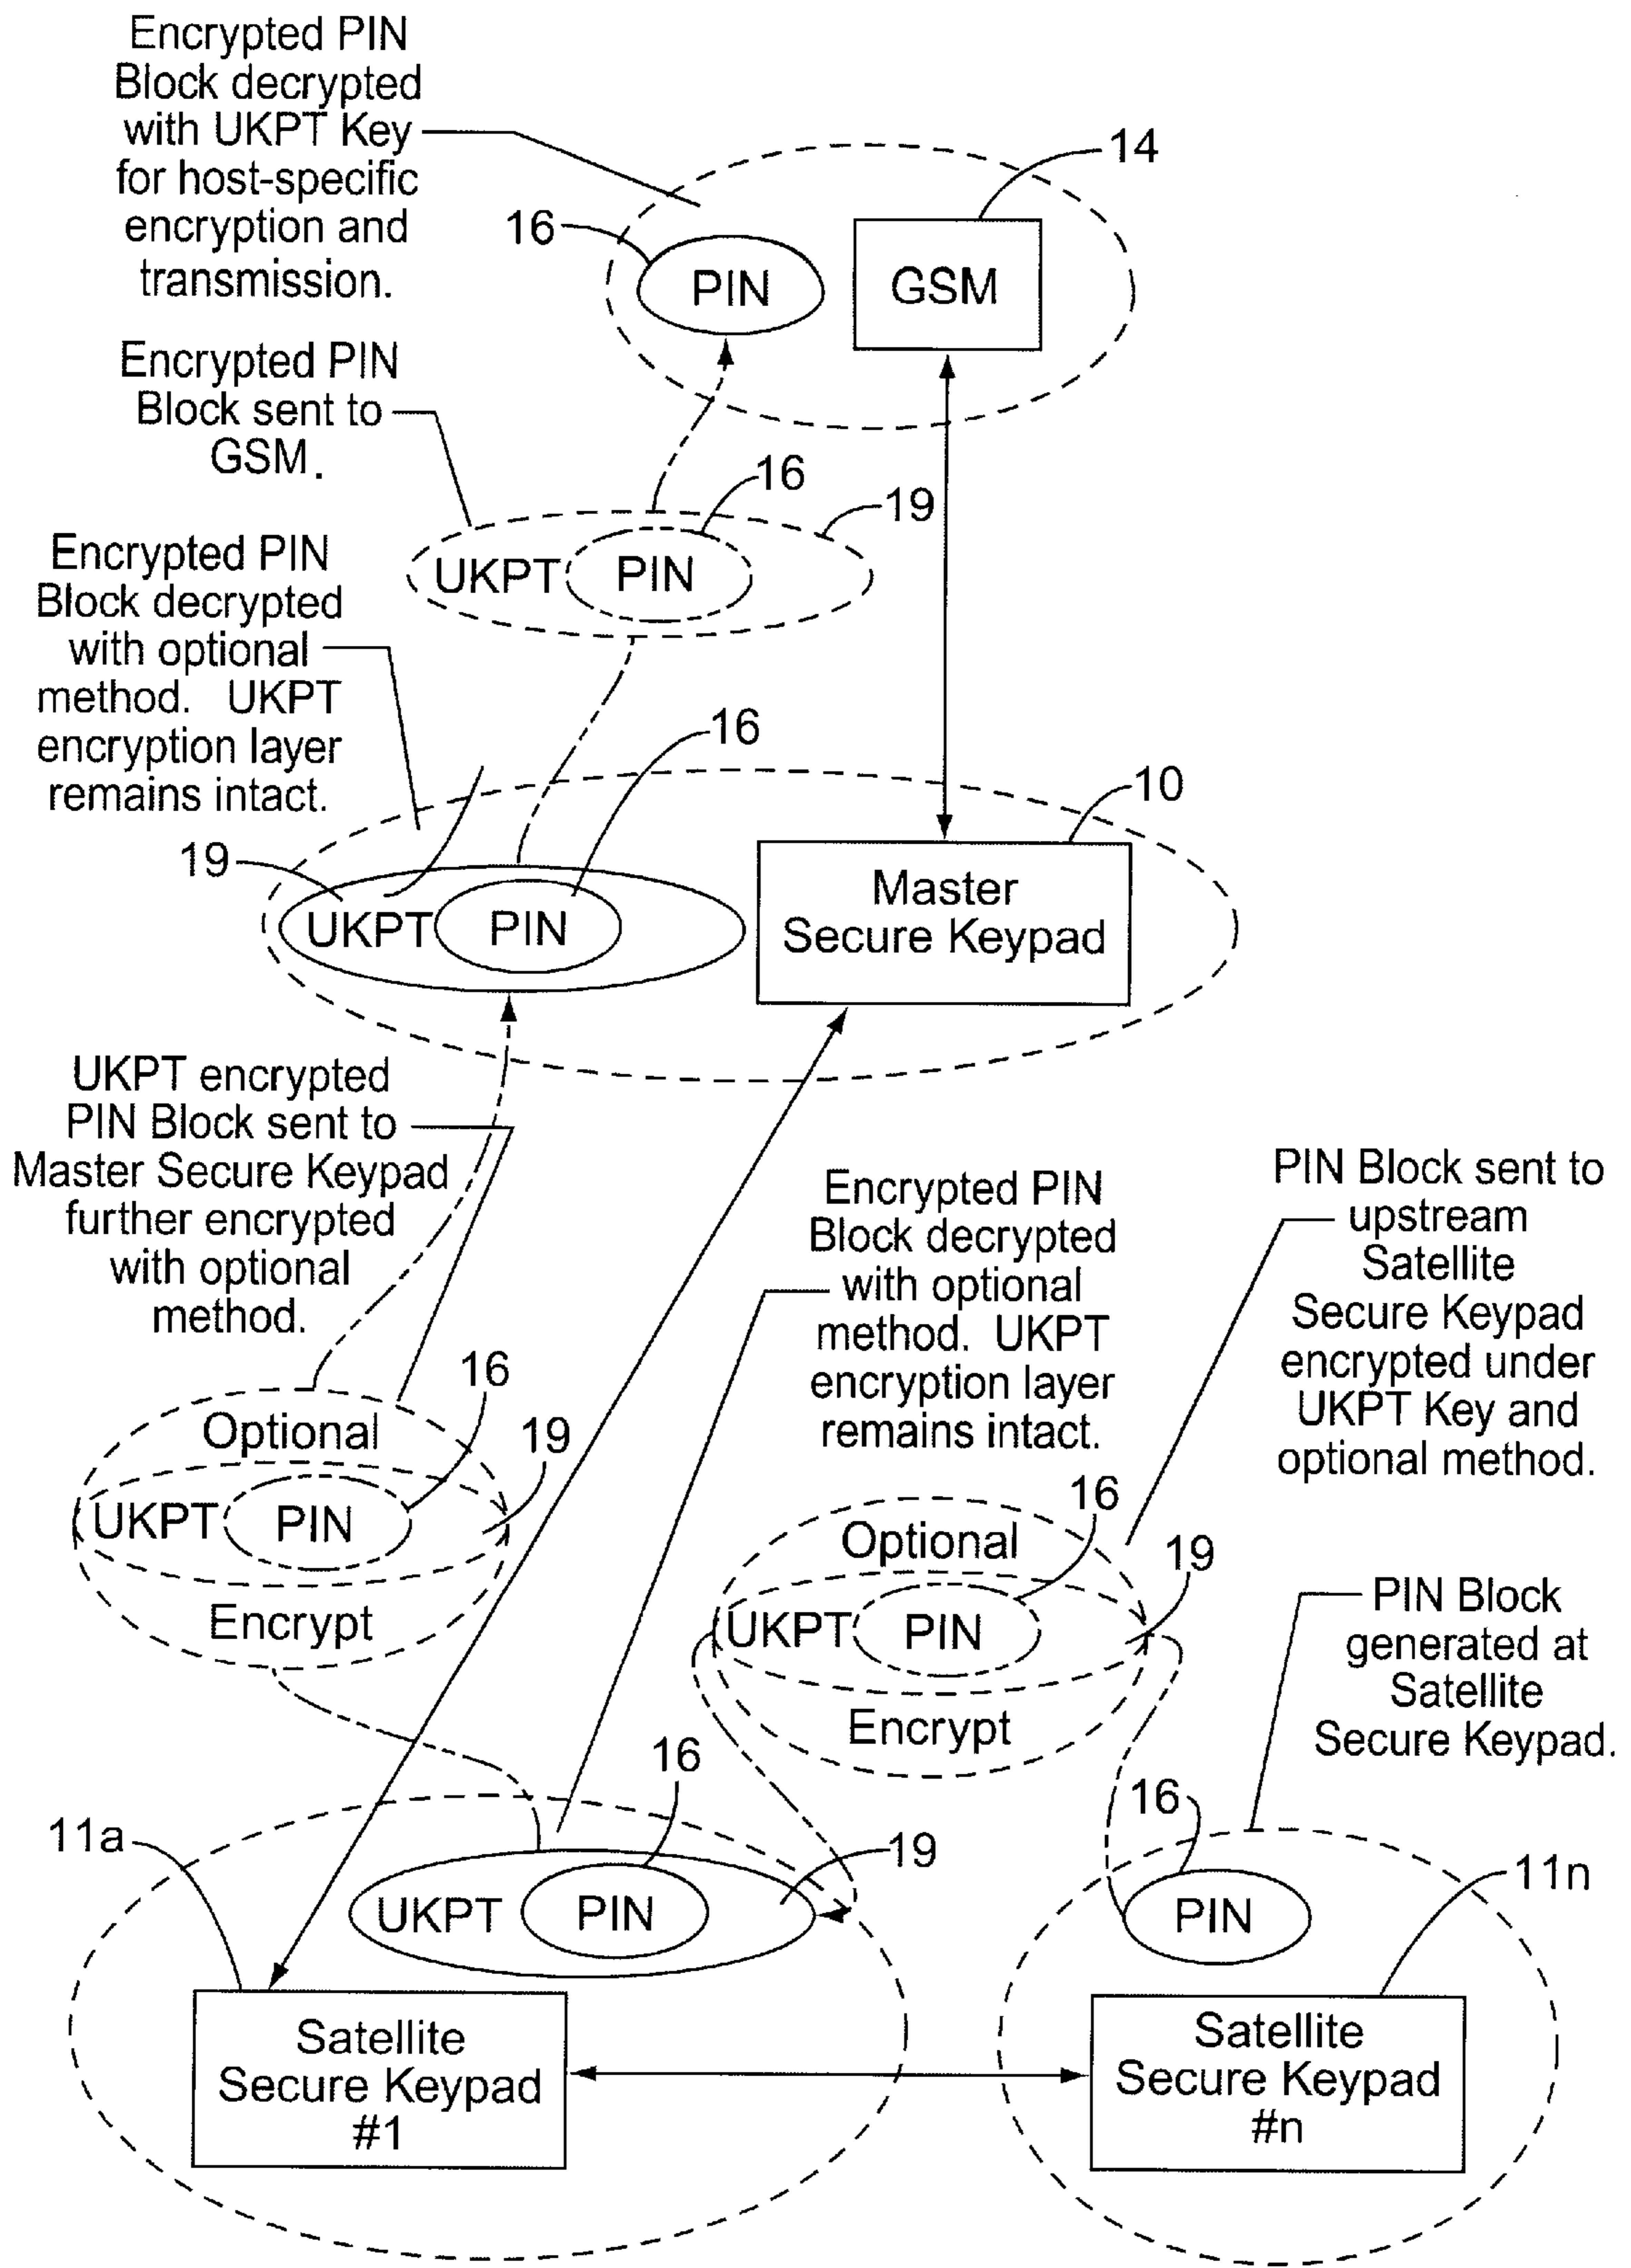 Encrypted PIN
Block decrypted
with UKPT Key
for host-specific
encryption and
transmission.
14
16
PIN
GSM
Encrypted PIN
Block sent to
GSM.
16
19
UKPT
PIN
Encrypted PIN
Block decrypted
with optional
method. UKPT
encryption layer
remains intact.
16
10
19
UKPT
PIN
Master
Secure Keypad
UKPT encrypted
PIN Block sent to
Master Secure Keypad
further encrypted
with optional
method.
Encrypted PIN
Block decrypted
with optional
method. UKPT
encryption layer
remains intact.
PIN Block sent to
upstream
Satellite
Secure Keypad
encrypted under
UKPT Key and
optional method.
16
19
Optional
UKPT
PIN
Encrypt
16
19
Optional
UKPT
PIN
Encrypt
PIN Block
generated at
Satellite
Secure Keypad.
11a
16
19
UKPT
PIN
Satellite
Secure Keypad
#1
16
11n
PIN
Satellite
Secure Keypad
#n